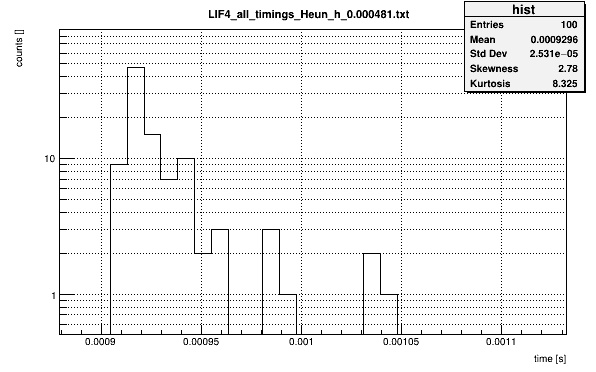 LIF4_all_timings_Heun_h_0.000481.txt
hist
Entries 100
Mean 0.0009296
Std Dev 2.531e−05
Skewness 2.78
Kurtosis 8.325
counts []
10
1
0.0009 0.00095 0.001 0.00105 0.0011
time [s]